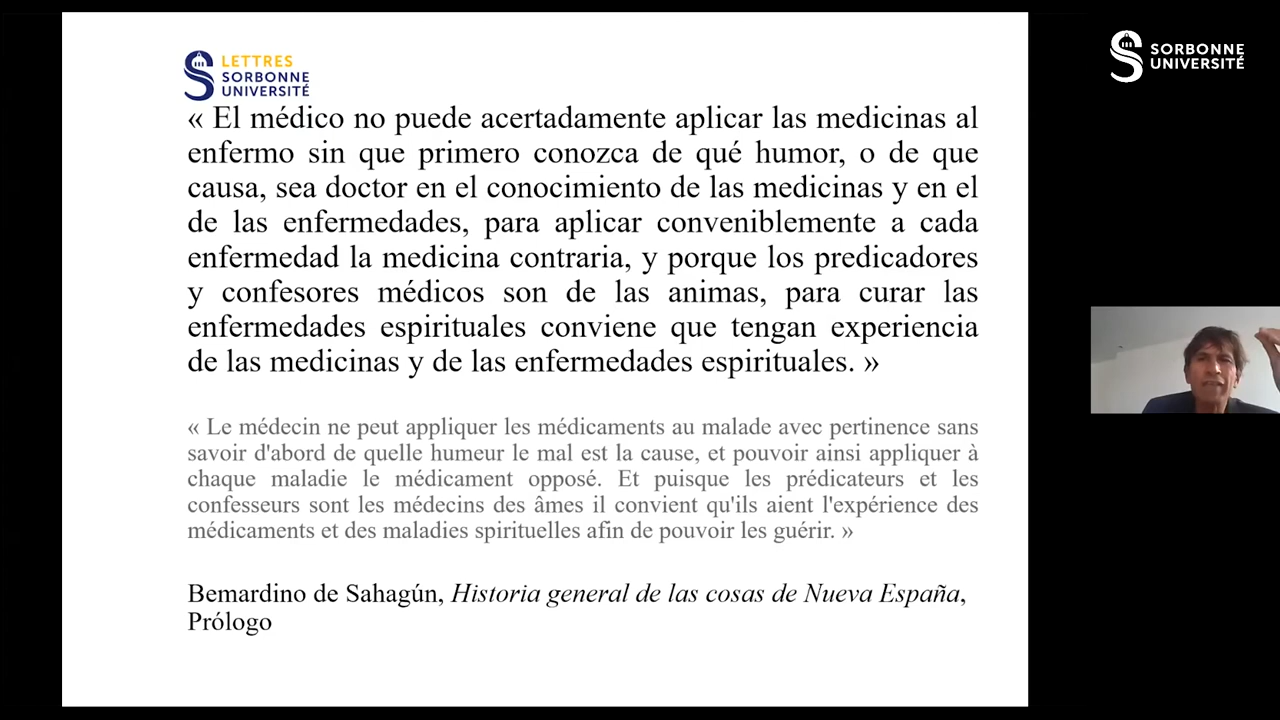 LETTRES
SORBONNE
UNIVERSITÉ
« El médico no puede acertadamente aplicar las medicinas al
enfermo sin que primero conozca de qué humor, o de que
causa, sea doctor en el conocimiento de las medicinas y en el
de las enfermedades, para aplicar conveniblemente a cada
enfermedad la medicina contraria, y porque los predicadores
y confesores médicos son de las animas, para curar las
enfermedades espirituales conviene que tengan experiencia
de las medicinas y de las enfermedades espirituales. »
« Le médecin ne peut appliquer les médicaments au malade avec pertinence sans
savoir d'abord de quelle humeur le mal est la cause, et pouvoir ainsi appliquer à
chaque maladie le médicament opposé. Et puisque les prédicateurs et les
confesseurs sont les médecins des âmes il convient qu'ils aient l'expérience des
médicaments et des maladies spirituelles afin de pouvoir les guérir. »
Bemardino de Sahagún, Historia general de las cosas de Nueva España,
Prólogo
SORBONNE
UNIVERSITÉ